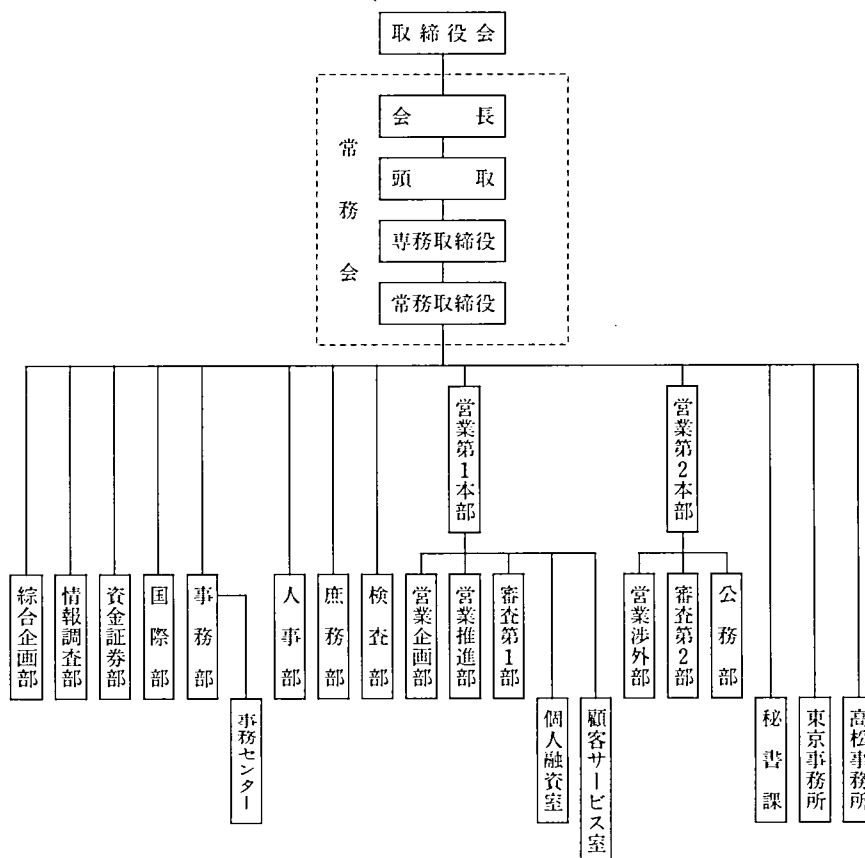 取締役会
常務会
会長
頭取
専務取締役
常務取締役
営業第1本部
営業第2本部
綜合企画部
情報調査部
資金証券部
国際部
事務部
人事部
庶務部
検査部
営業企画部
営業推進部
審査第1部
営業渉外部
審査第2部
公務部
事務センター
個人融資室
顧客サービス室
秘書課
東京事務所
高松事務所